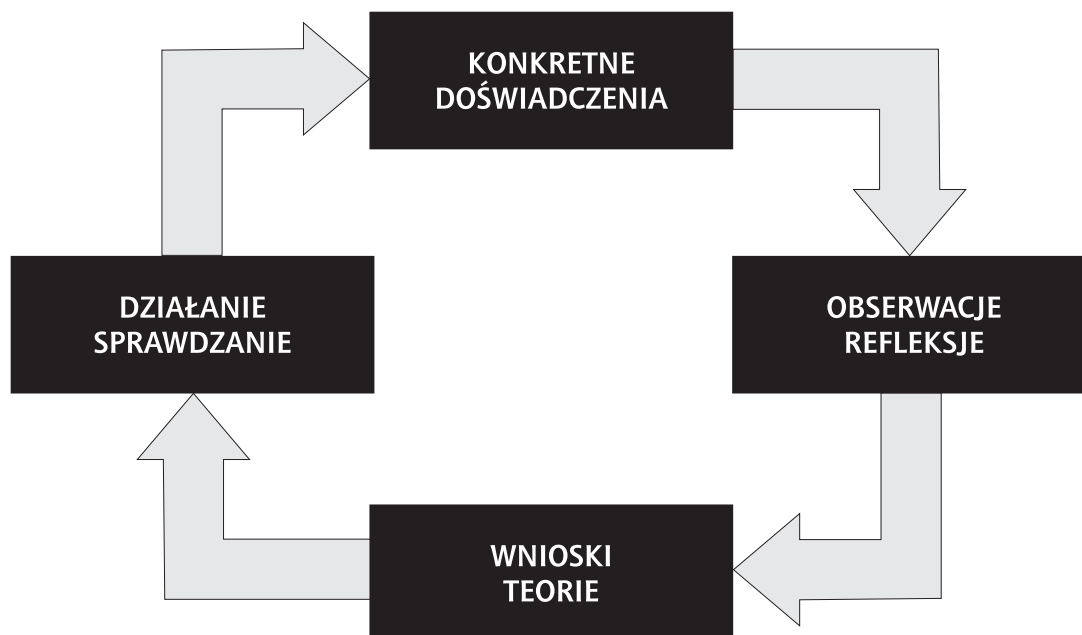 KONKRETNE
DOŚWIADCZENIA
DZIAŁANIE
SPRAWDZANIE
OBSERWACJE
REFLEKSJE
WNIOSKI
TEORIE